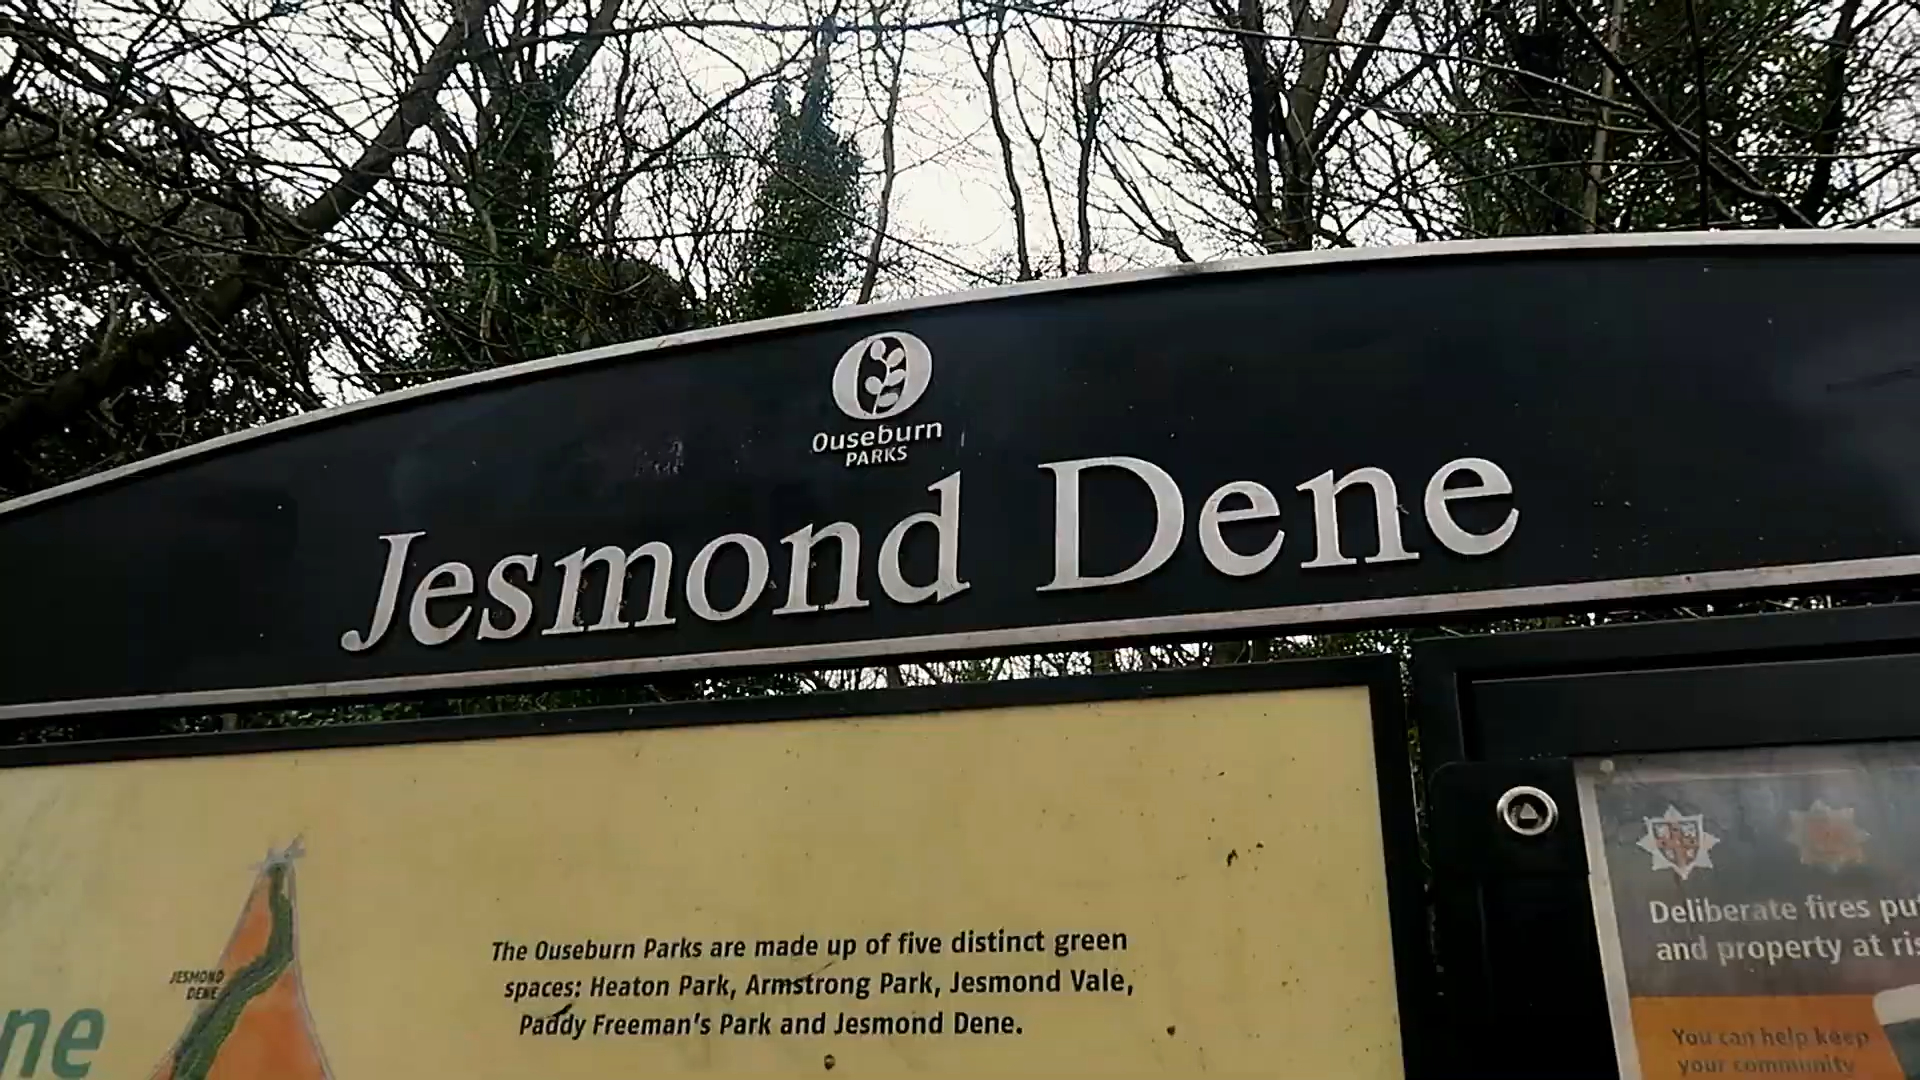 Ouseburn
PARKS
Jesmond Dene
JESMOND
DENE
ne
The Ouseburn Parks are made up of five distinct green
spaces: Heaton Park, Armstrong Park, Jesmond Vale,
Paddy Freeman's Park and Jesmond Dene.
Deliberate fires pu
and property at ris
You can help keep
your community